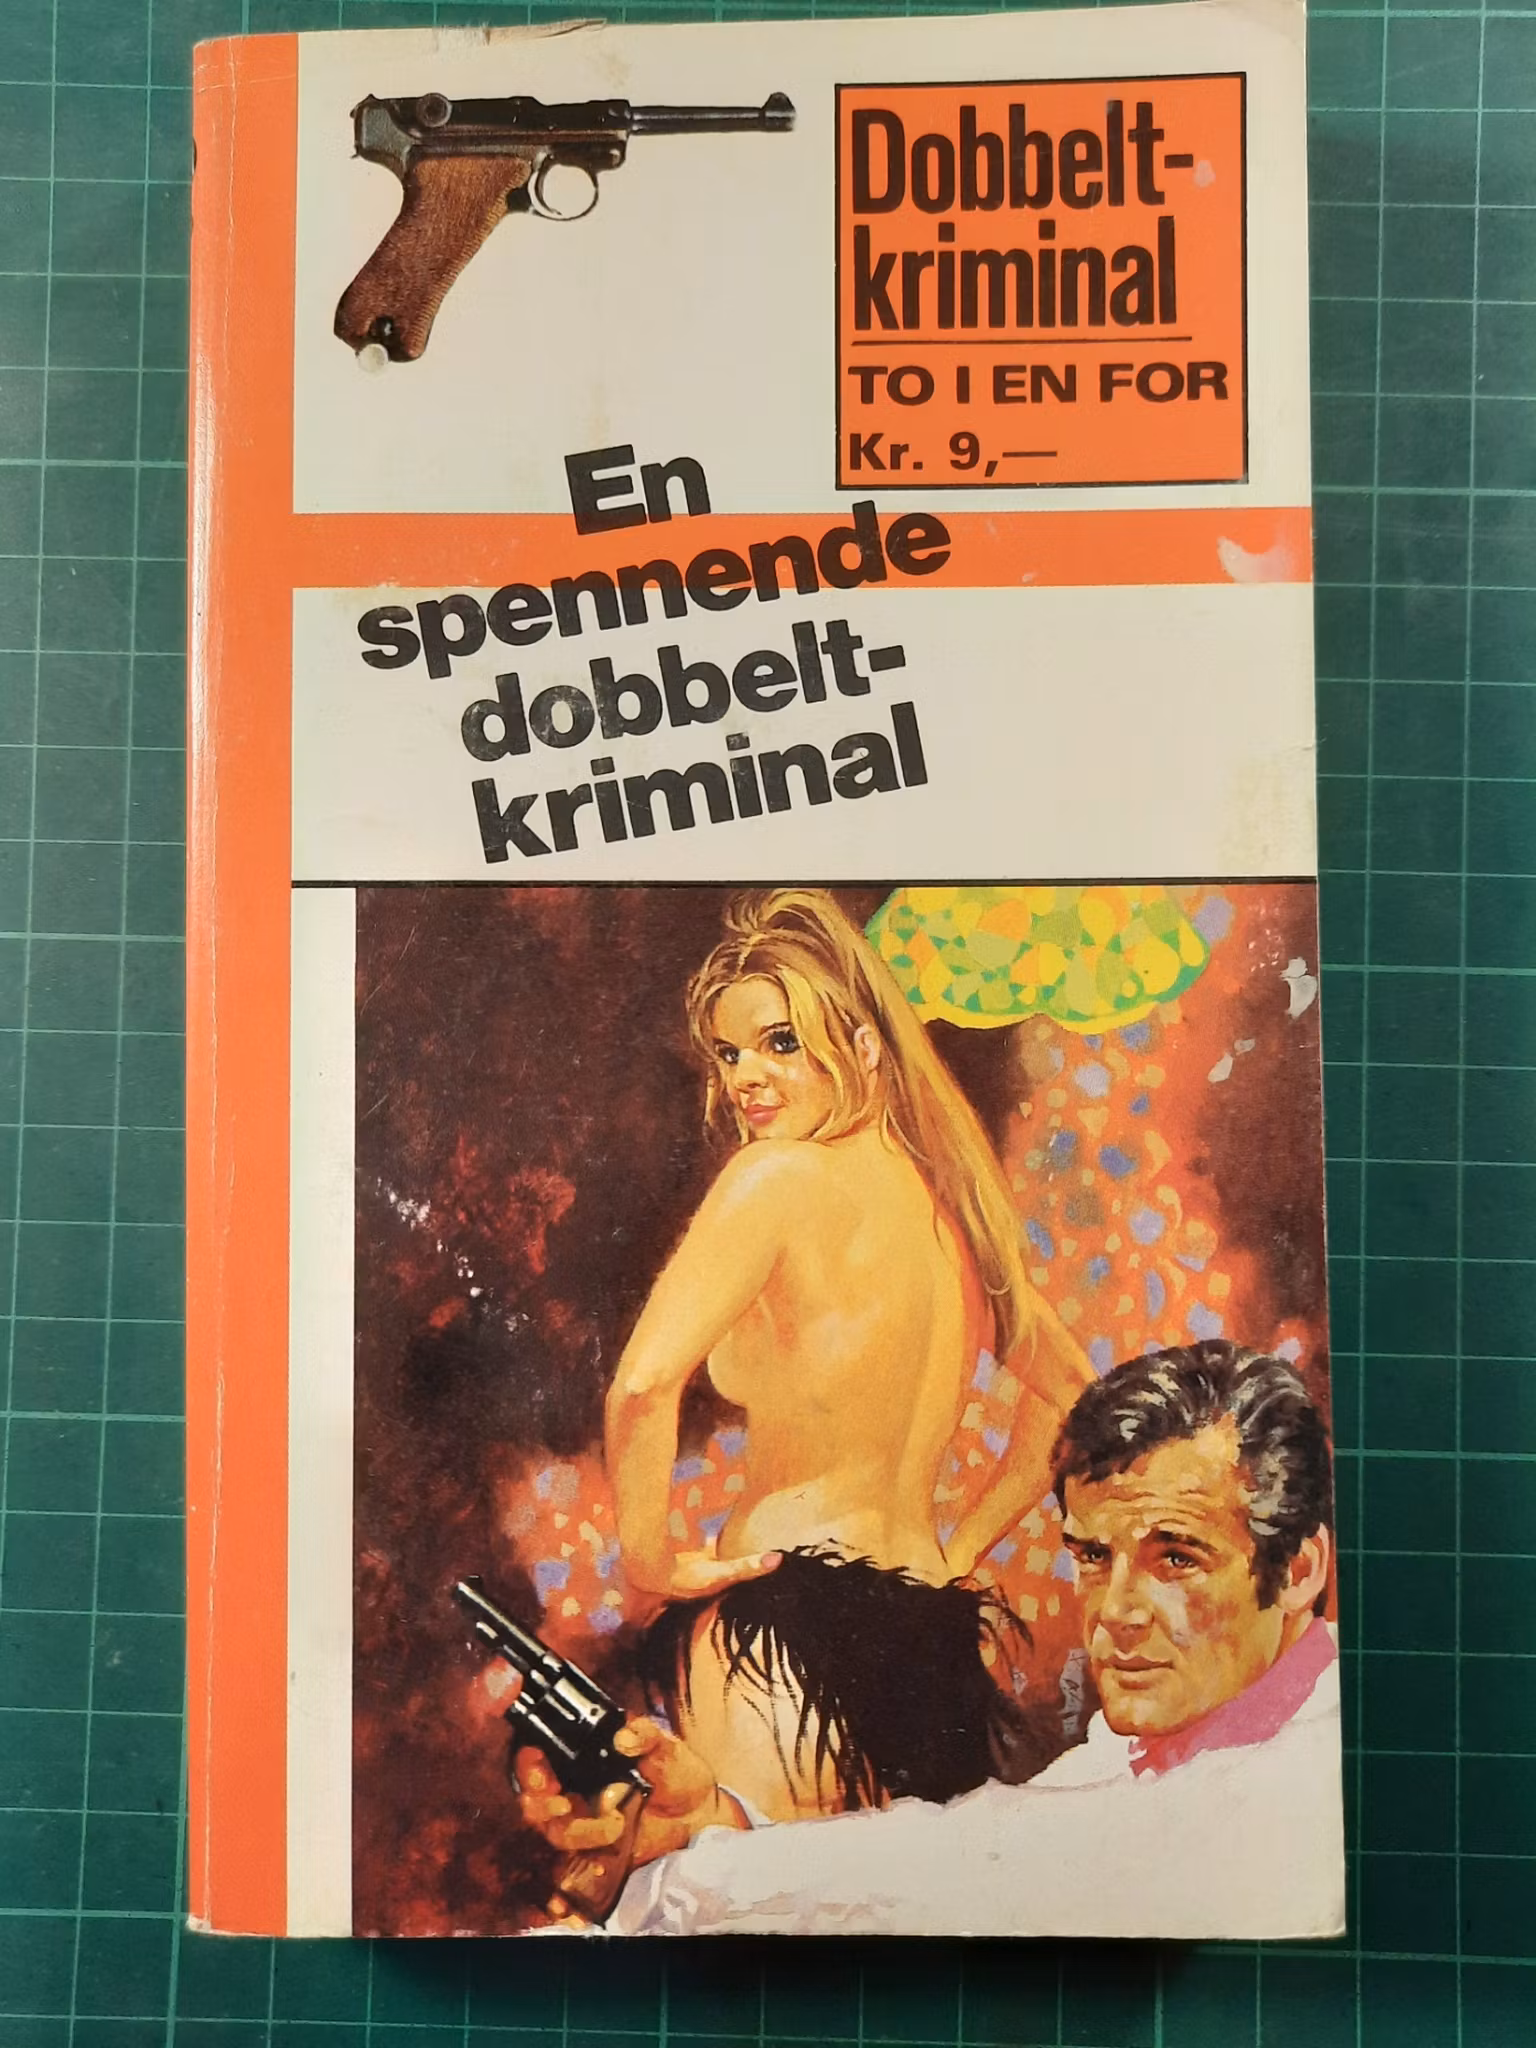 Dobbelt-
kriminal
TO I EN FOR
Kr. 9,—
En
spennende
dobbelt-
kriminal